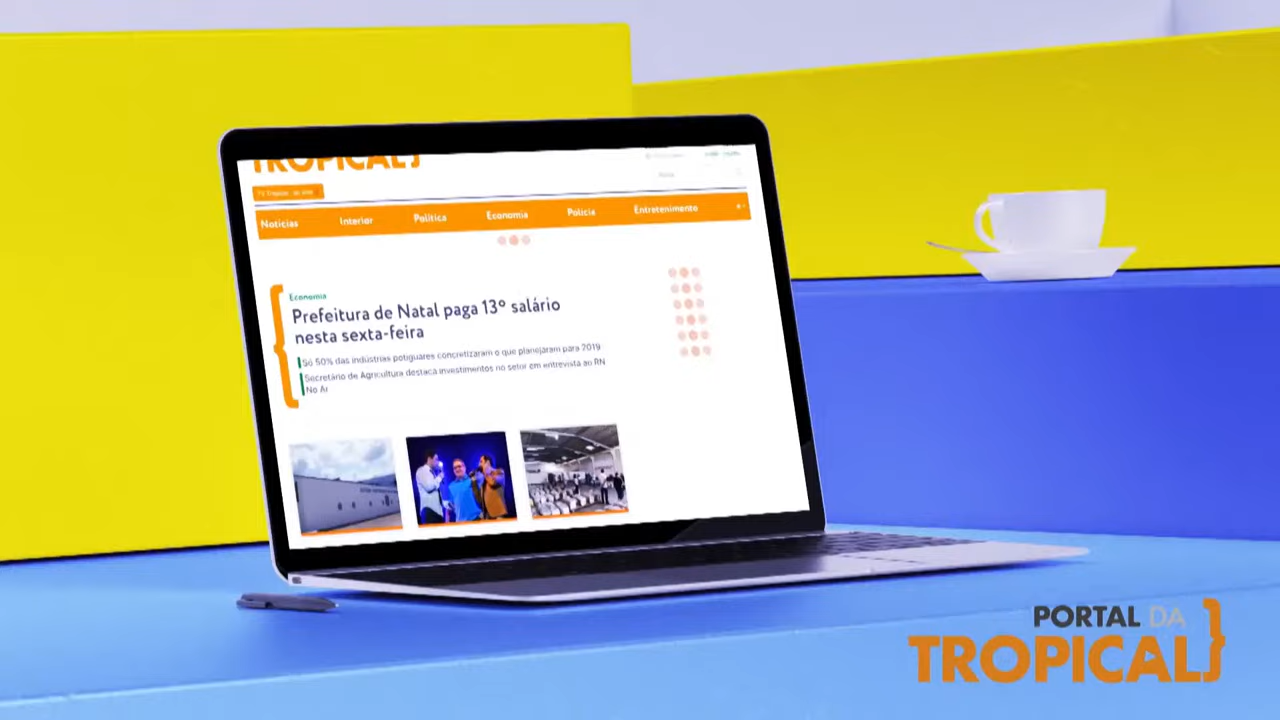 TROPICAL}
Notícias Interior Política Economia Polícia Entretenimento
Economia
Prefeitura de Natal paga 13º salário
nesta sexta-feira
Só 50% das indústrias potiguares concretizaram o que planejaram para 2019
Secretário de Agricultura destaca investimentos no setor em entrevista ao RN
No Ar
PORTAL DA
TROPICAL}